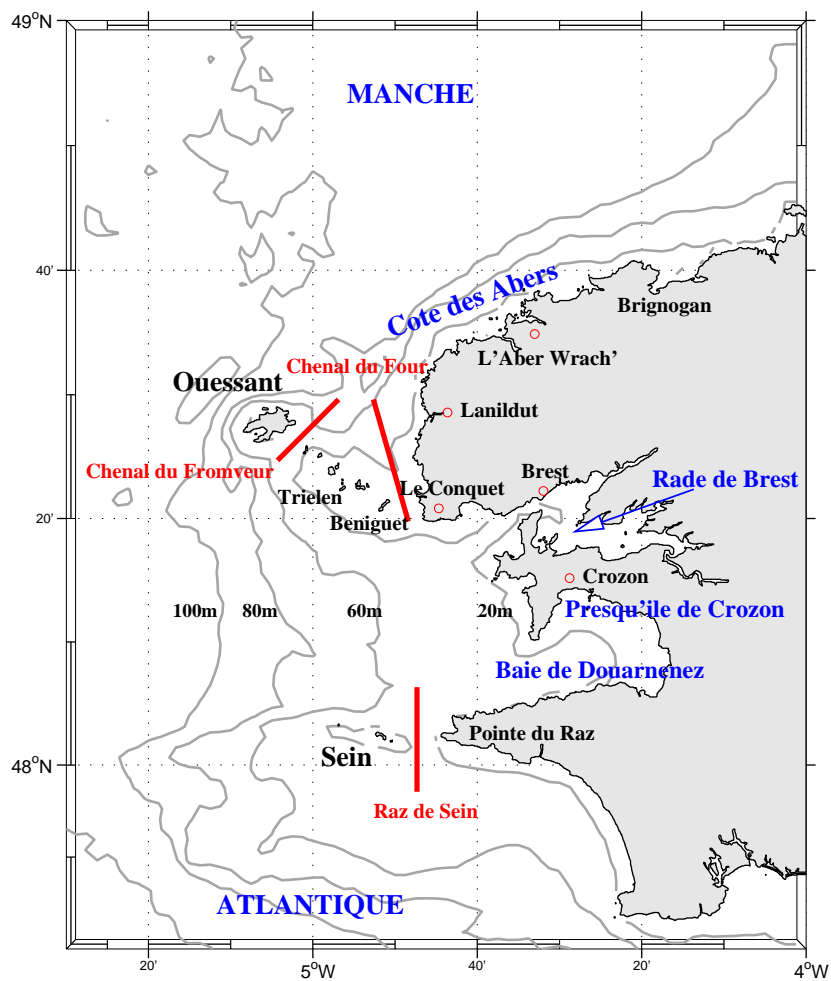 49°N
MANCHE
40'
Cote des Abers
Brignogan
L'Aber Wrach'
Chenal du Four
Ouessant
Lanildut
Chenal du Fromveur
Brest
Rade de Brest
Trielen
Le Conquet
Beniguet
20'
Crozon
100m 80m 60m 20m
Presqu'ile de Crozon
Baie de Douarnenez
Pointe du Raz
Sein
48°N
Raz de Sein
ATLANTIQUE
20' 5°W 40' 20' 4°W